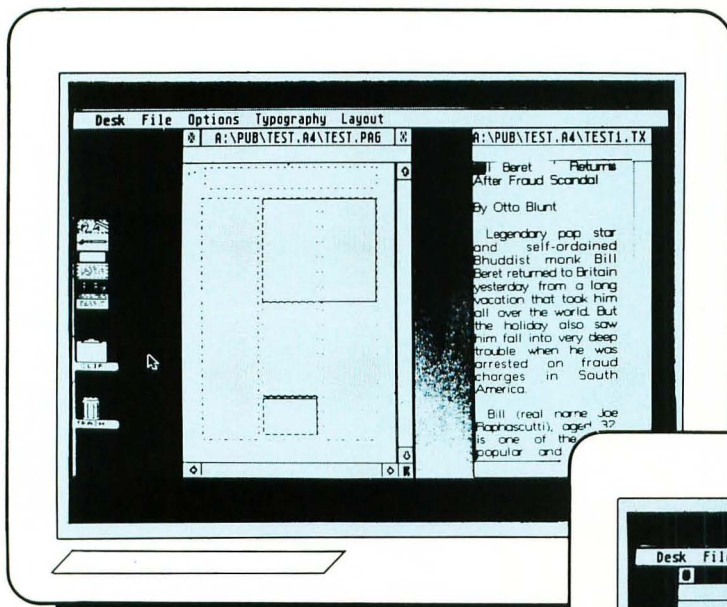 Desk File Options Typography Layout
A:\PUB\TEST.A4\TEST.PAG
A:\PUB\TEST.A4\TEST1.TX
Beret Returns
After Fraud Scandal
By Otto Blunt
Legendary pop star
and self-ordained
Bhuddist monk Bill
Beret returned to Britain
yesterday from a long
vacation that took him
all over the world. But
the holiday also saw
him fall into very deep
trouble when he was
arrested on fraud
charges in South
America.
Bill (real name Joe
Raphascutti), aged 32
is one of the
popular and
CLIP
TRASH
Desk File